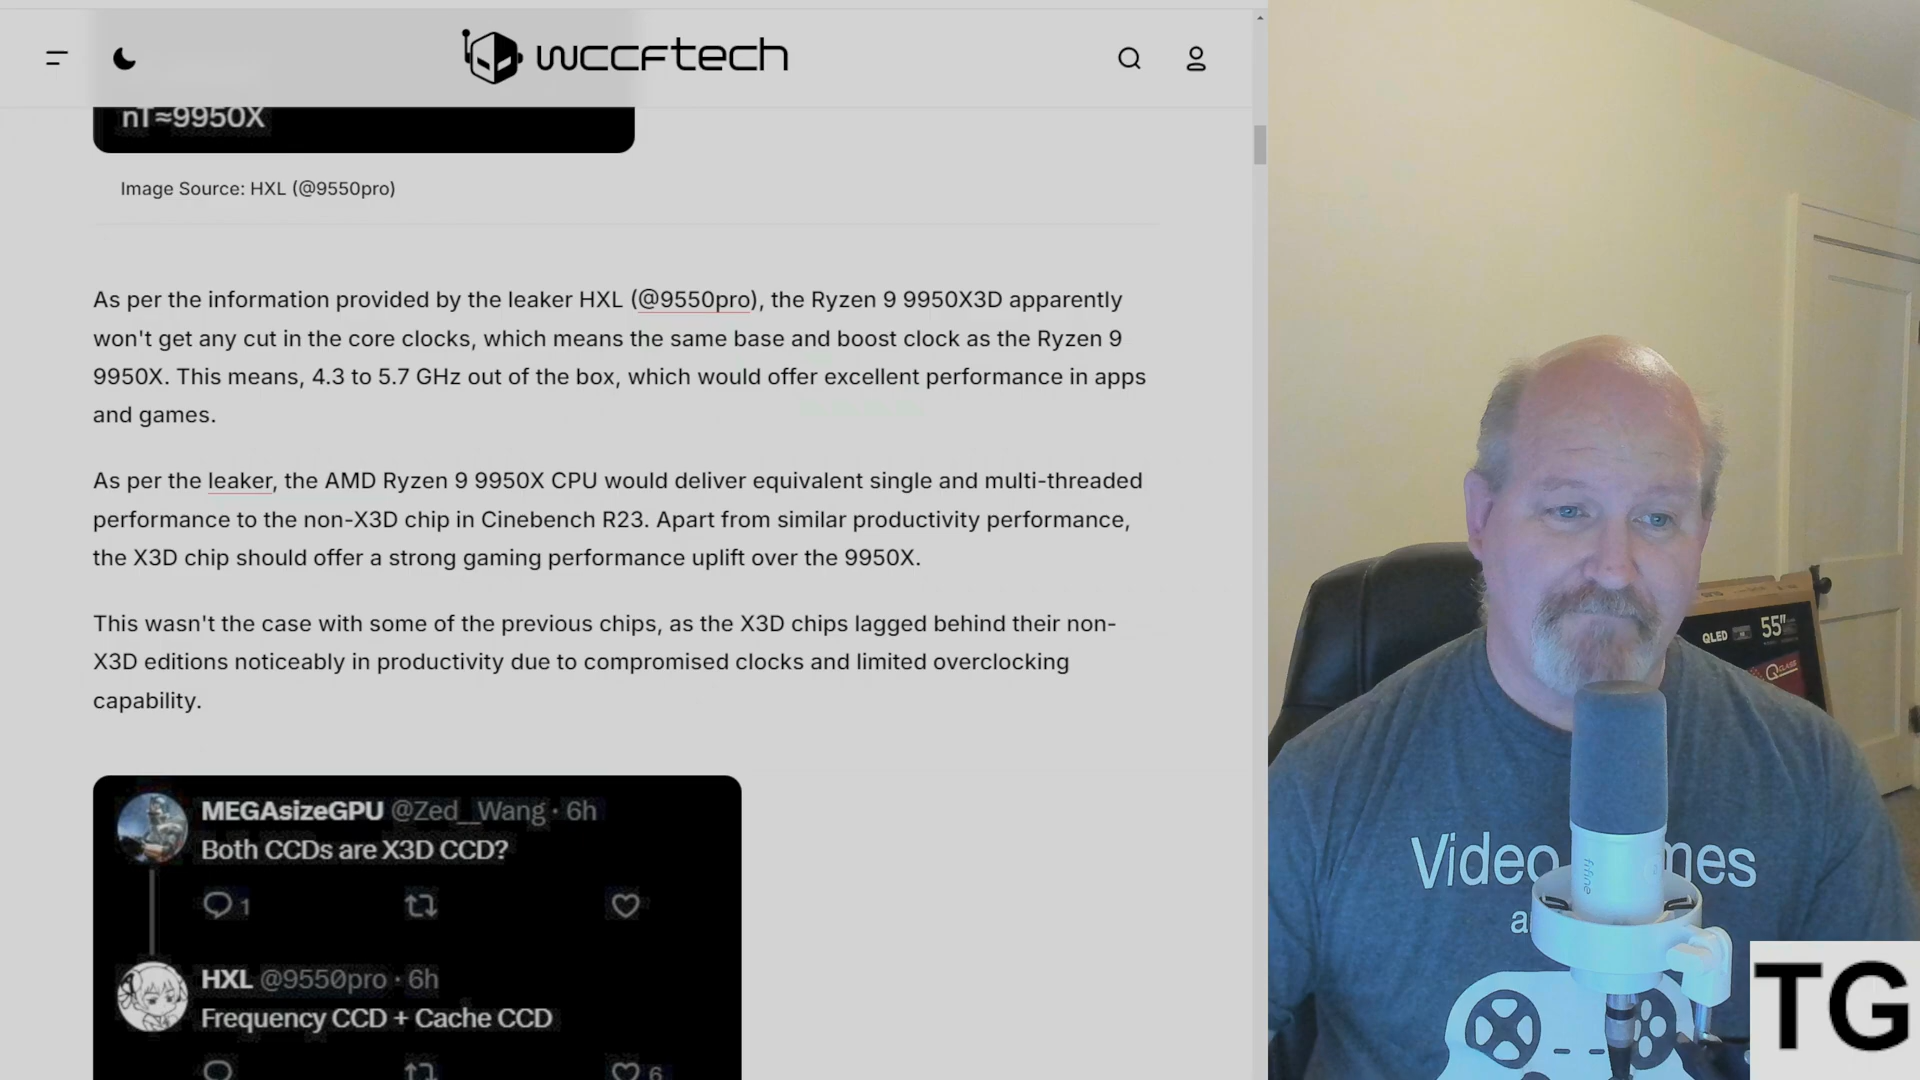 wccftech
nT≈9950X
Image Source: HXL (@9550pro)
As per the information provided by the leaker HXL (@9550pro), the Ryzen 9 9950X3D apparently
won't get any cut in the core clocks, which means the same base and boost clock as the Ryzen 9
9950X. This means, 4.3 to 5.7 GHz out of the box, which would offer excellent performance in apps
and games.
As per the leaker, the AMD Ryzen 9 9950X CPU would deliver equivalent single and multi-threaded
performance to the non-X3D chip in Cinebench R23. Apart from similar productivity performance,
the X3D chip should offer a strong gaming performance uplift over the 9950X.
This wasn't the case with some of the previous chips, as the X3D chips lagged behind their non-
X3D editions noticeably in productivity due to compromised clocks and limited overclocking
capability.
MEGAsizeGPU @Zed__Wang · 6h
Both CCDs are X3D CCD?
1
HXL @9550pro · 6h
Frequency CCD + Cache CCD
6
QLED 55"
Q CLASS
Video
mes
fifine
TG